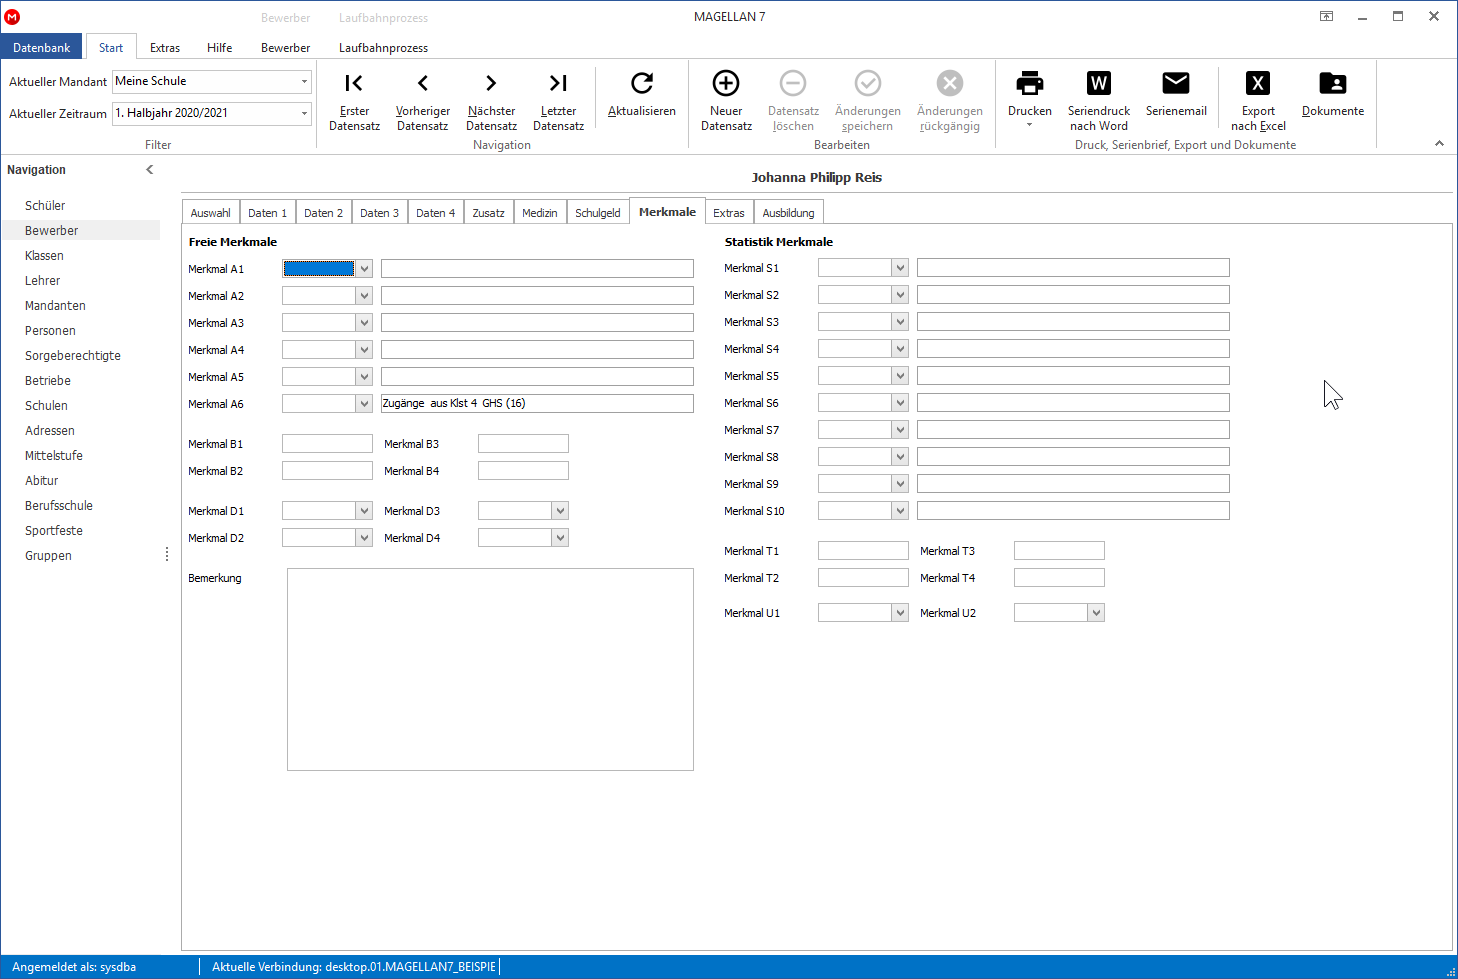 M
Bewerber
Laufbahnprozess
MAGELLAN 7
Datenbank
Start
Extras
Hilfe
Bewerber
Laufbahnprozess
Aktueller Mandant
Meine Schule
Aktueller Zeitraum
1. Halbjahr 2020/2021
Filter
Erster
Datensatz
Vorheriger
Datensatz
Nächster
Datensatz
Letzter
Datensatz
Navigation
Aktualisieren
Neuer
Datensatz
Datensatz
löschen
Änderungen
speichern
Änderungen
rückgängig
Bearbeiten
Drucken
W
Seriendruck
nach Word
Serienemail
X
Export
nach Excel
Dokumente
Druck, Serienbrief, Export und Dokumente
Navigation
Schüler
Bewerber
Klassen
Lehrer
Mandanten
Personen
Sorgeberechtigte
Betriebe
Schulen
Adressen
Mittelstufe
Abitur
Berufsschule
Sportfeste
Gruppen
Johanna Philipp Reis
Auswahl
Daten 1
Daten 2
Daten 3
Daten 4
Zusatz
Medizin
Schulgeld
Merkmale
Extras
Ausbildung
Freie Merkmale
Merkmal A1
Merkmal A2
Merkmal A3
Merkmal A4
Merkmal A5
Merkmal A6
Zugänge aus Klst 4 GHS (16)
Merkmal B1
Merkmal B3
Merkmal B2
Merkmal B4
Merkmal D1
Merkmal D3
Merkmal D2
Merkmal D4
Bemerkung
Statistik Merkmale
Merkmal S1
Merkmal S2
Merkmal S3
Merkmal S4
Merkmal S5
Merkmal S6
Merkmal S7
Merkmal S8
Merkmal S9
Merkmal S10
Merkmal T1
Merkmal T3
Merkmal T2
Merkmal T4
Merkmal U1
Merkmal U2
Angemeldet als: sysdba
Aktuelle Verbindung: desktop.01.MAGELLAN7_BEISPIE